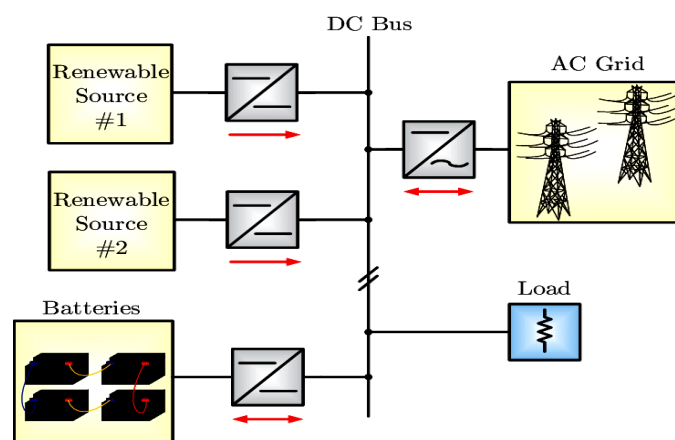 DC Bus
Renewable
Source
#1
AC Grid
Renewable
Source
#2
Batteries
Load